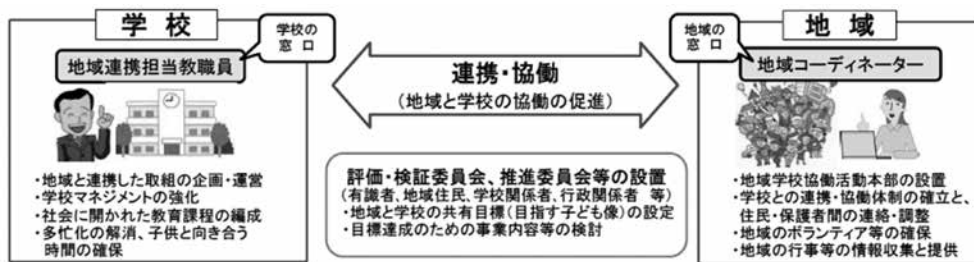 学校
学校の
窓口
地域連携担当教職員
・地域と連携した取組の企画・運営
・学校マネジメントの強化
・社会に開かれた教育課程の編成
・多忙化の解消、子供と向き合う
時間の確保
連携・協働
(地域と学校の協働の促進)
評価・検証委員会、推進委員会等の設置
(有識者、地域住民、学校関係者、行政関係者 等)
・地域と学校の共有目標(目指す子ども像)の設定
・目標達成のための事業内容等の検討
地域
地域の
窓口
地域コーディネーター
・地域学校協働活動本部の設置
・学校との連携・協働体制の確立と、
住民・保護者間の連絡・調整
・地域のボランティア等の確保
・地域の行事等の情報収集と提供